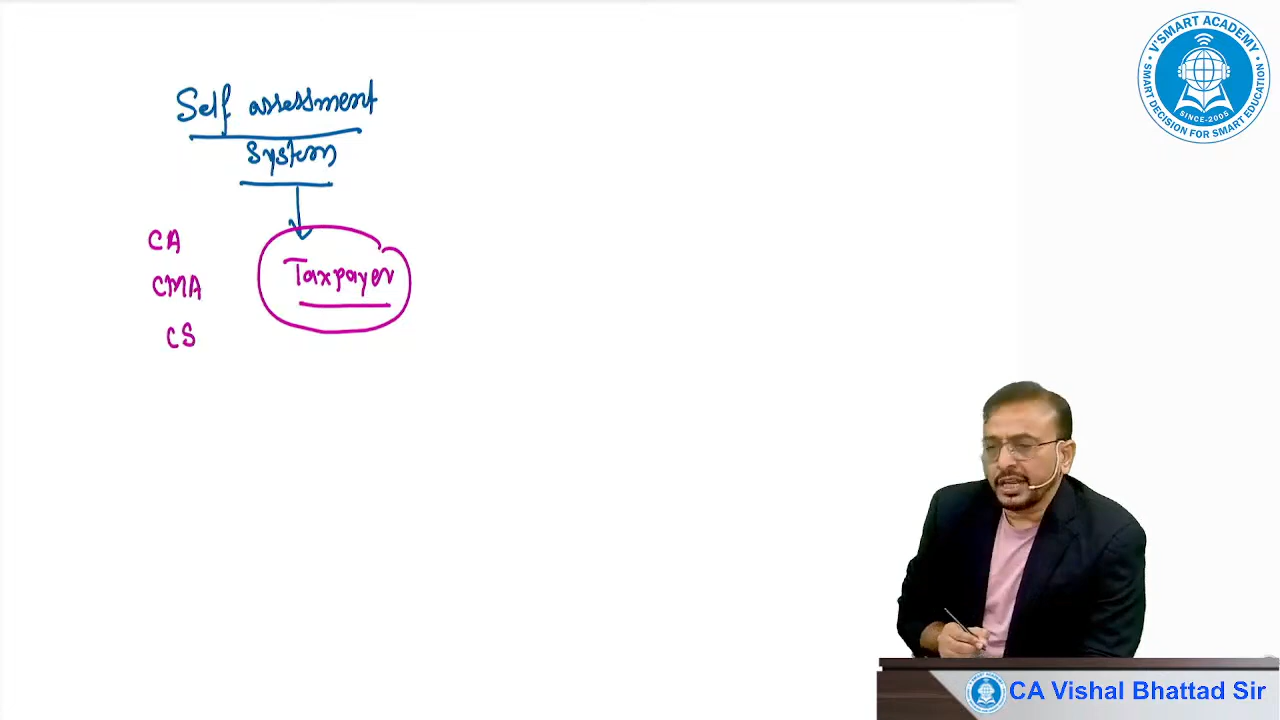 Self assessment
System
CA
Taxpayer
CMA
CS
V'SMART ACADEMY
SMART DECISION FOR SMART EDUCATION
SINCE-2005
CA Vishal Bhattad Sir